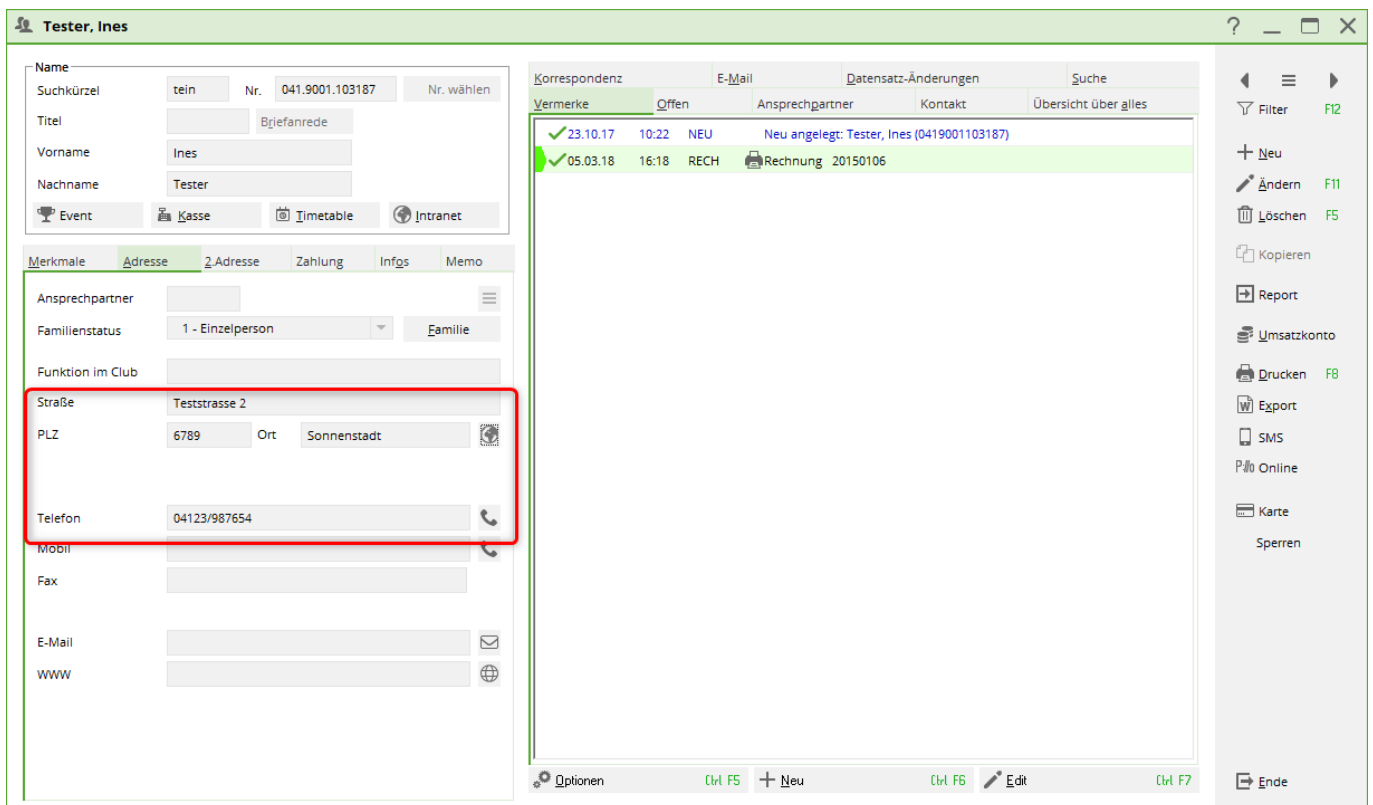 Tester, Ines
?
Name
Suchkürzel tein Nr. 041.9001.103187 Nr. wählen
Titel Briefanrede
Vorname Ines
Nachname Tester
Event Kasse Timetable Intranet
Merkmale Adresse 2.Adresse Zahlung Infos Memo
Ansprechpartner
Familienstatus 1 - Einzelperson Familie
Funktion im Club
Straße Teststrasse 2
PLZ 6789 Ort Sonnenstadt
Telefon 04123/987654
Mobil
Fax
E-Mail
WWW
Korrespondenz E-Mail Datensatz-Änderungen Suche
Vermerke Offen Ansprechpartner Kontakt Übersicht über alles
23.10.17 10:22 NEU Neu angelegt: Tester, Ines (0419001103187)
05.03.18 16:18 RECH Rechnung 20150106
Optionen Ctrl F5 Neu Ctrl F6 Edit Ctrl F7
Filter F12
Neu
Ändern F11
Löschen F5
Kopieren
Report
Umsatzkonto
Drucken F8
W Export
SMS
P://o Online
Karte
Sperren
Ende